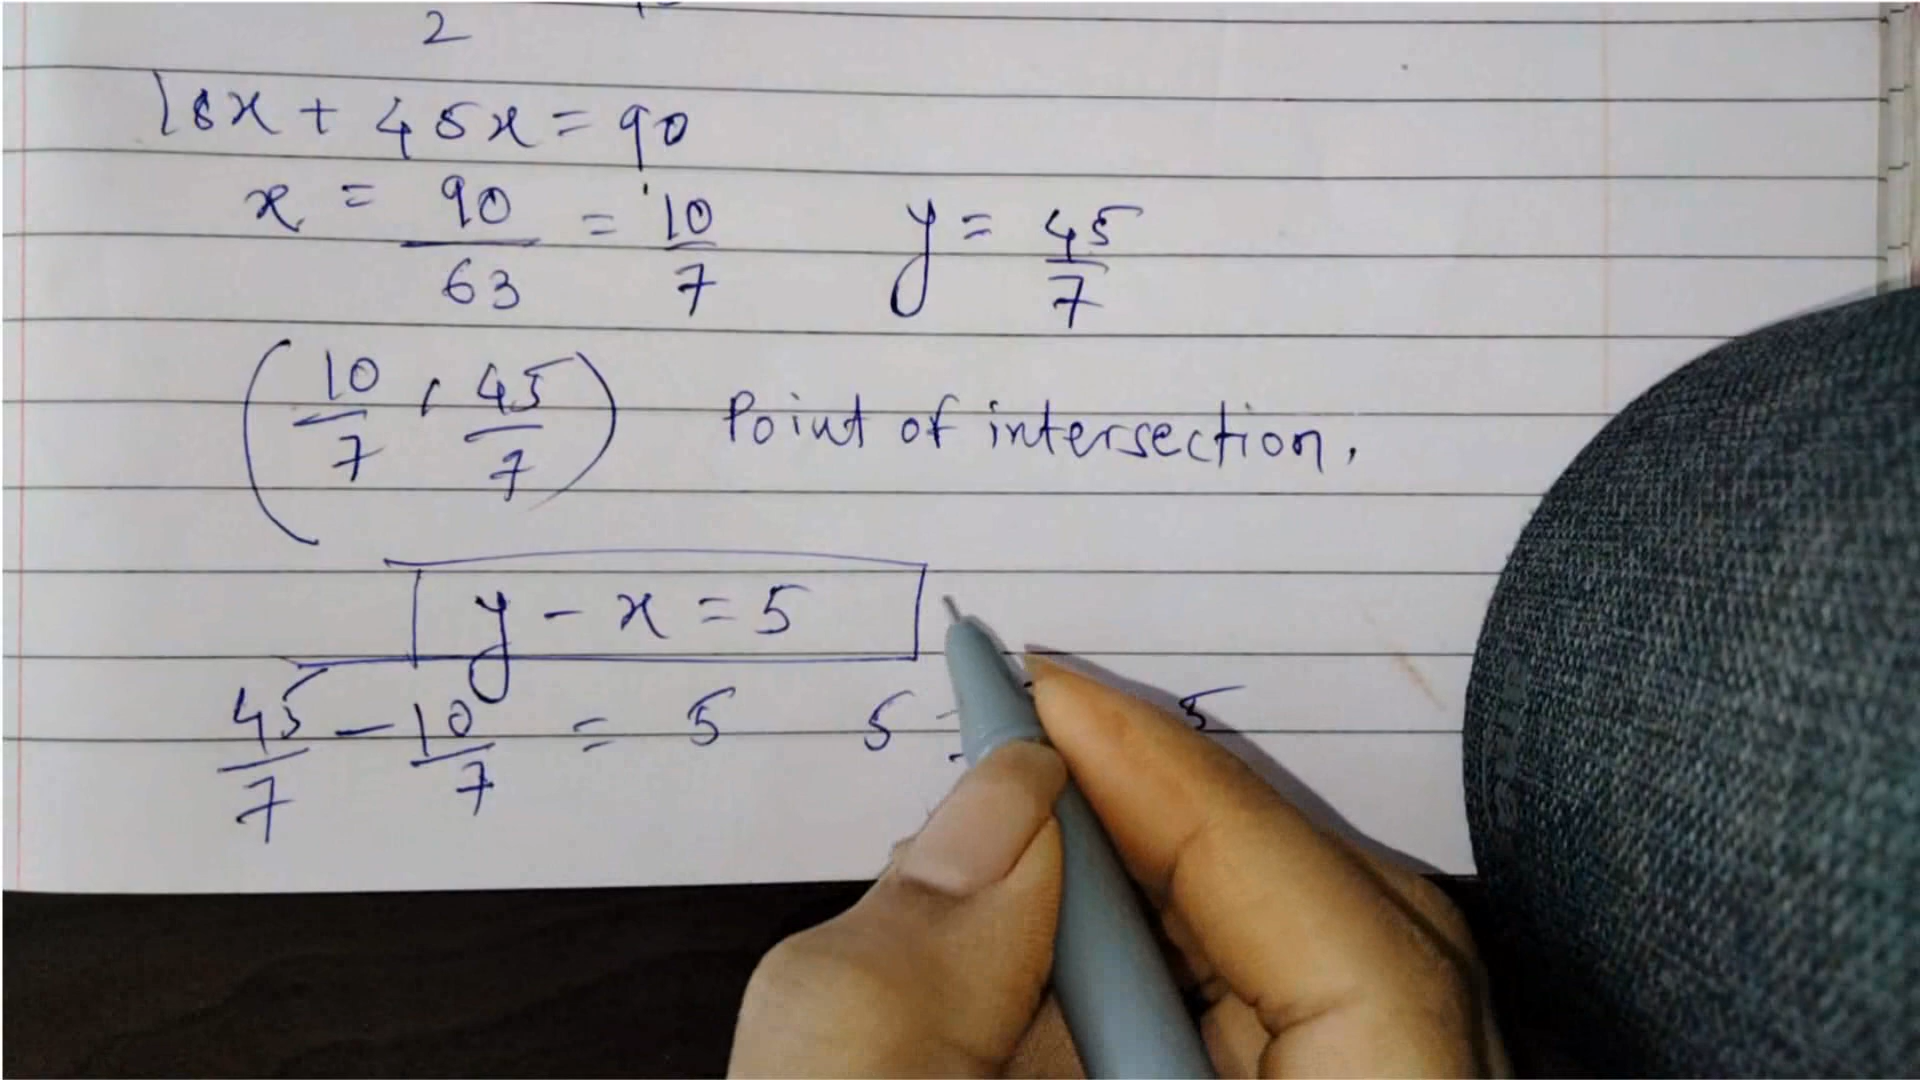 2
18x + 45x = 90
x = 90/63 = 10/7 y = 45/7
(10/7, 45/7) Point of intersection.
y - x = 5
45/7 - 10/7 = 5 5 = 5